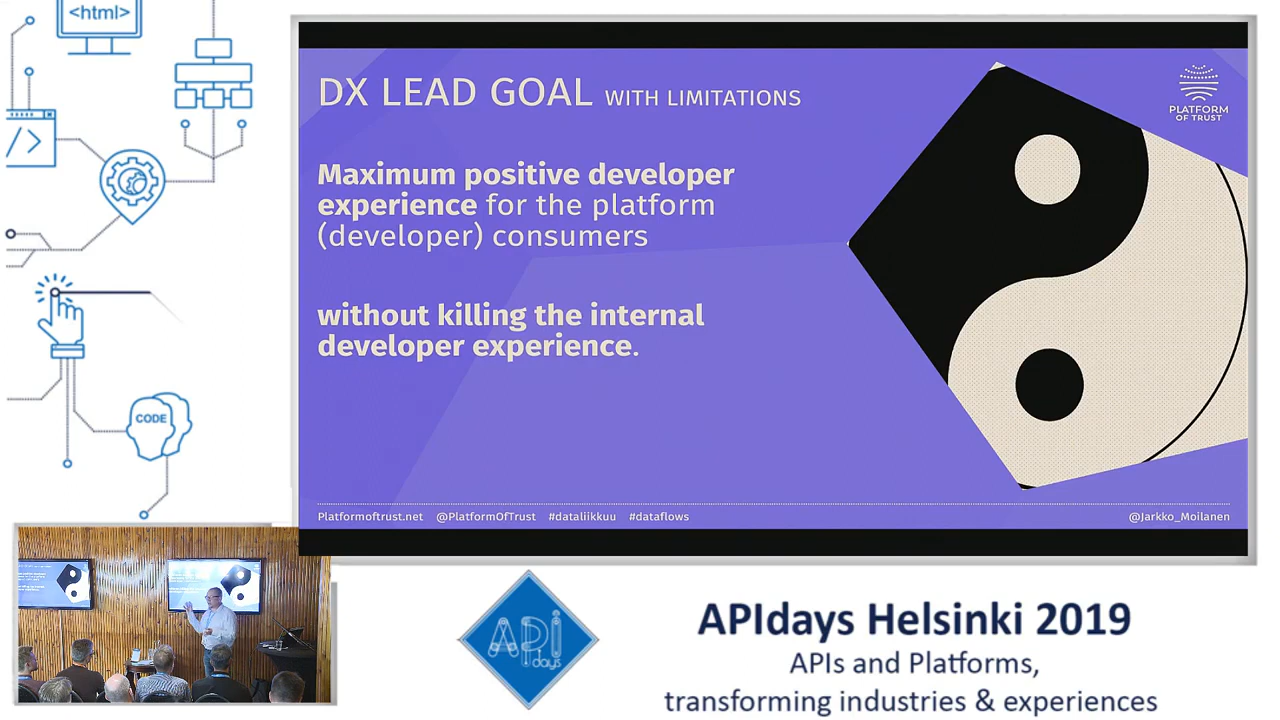 <html>
</>
CODE
DX LEAD GOAL WITH LIMITATIONS
PLATFORM
OF TRUST
Maximum positive developer
experience for the platform
(developer) consumers
without killing the internal
developer experience.
Platformoftrust.net @PlatformOfTrust #dataliikkuu #dataflows
@Jarkko_Moilanen
API
days
APIdays Helsinki 2019
APIs and Platforms,
transforming industries & experiences